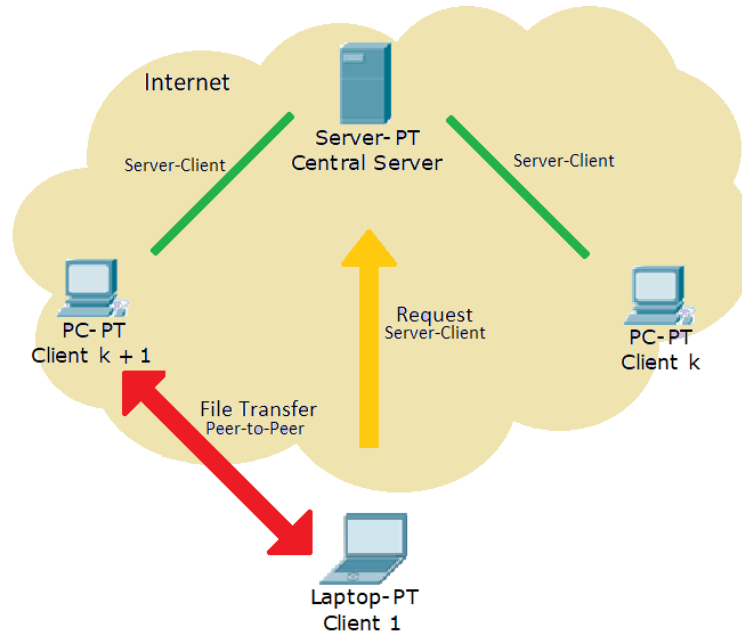 Internet
Server-PT
Central Server
Server-Client
Server-Client
PC-PT
Client k + 1
Request
Server-Client
PC-PT
Client k
File Transfer
Peer-to-Peer
Laptop-PT
Client 1